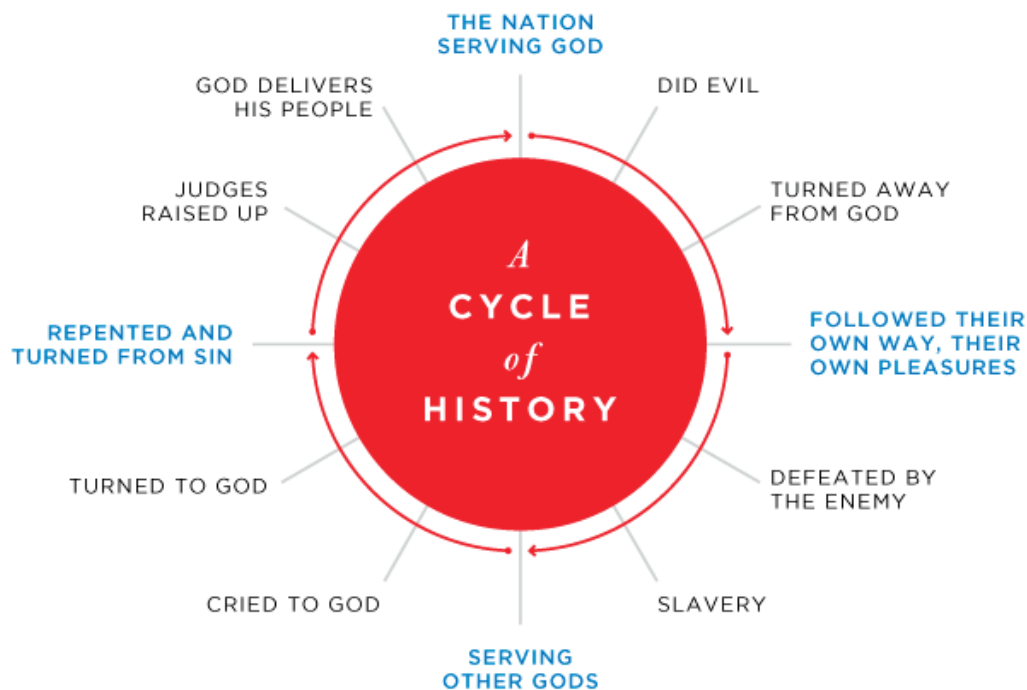 THE NATION
SERVING GOD
DID EVIL
TURNED AWAY
FROM GOD
FOLLOWED THEIR
OWN WAY, THEIR
OWN PLEASURES
DEFEATED BY
THE ENEMY
SLAVERY
SERVING
OTHER GODS
CRIED TO GOD
TURNED TO GOD
REPENTED AND
TURNED FROM SIN
JUDGES
RAISED UP
GOD DELIVERS
HIS PEOPLE
A
CYCLE
of
HISTORY